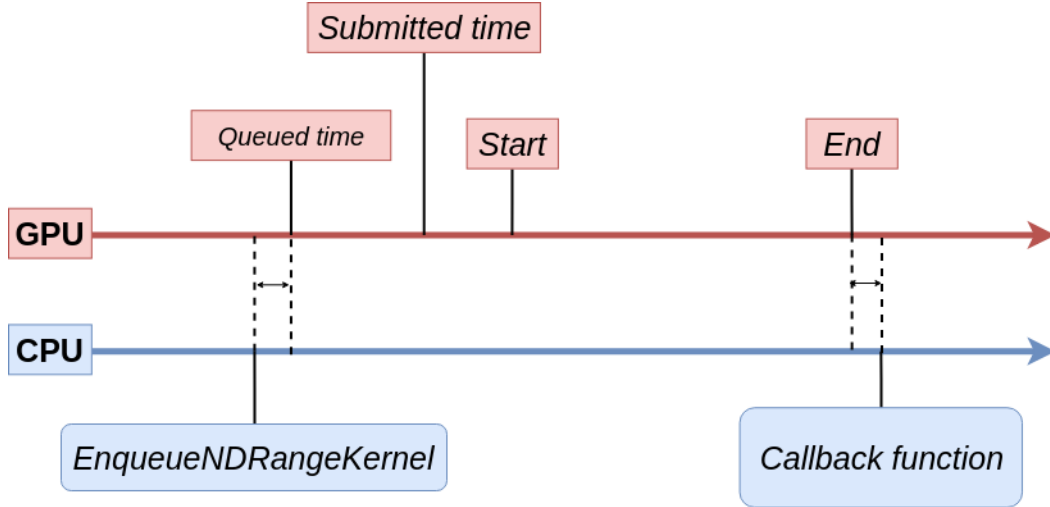 Submitted time
Queued time
Start
End
GPU
CPU
EnqueueNDRangeKernel
Callback function